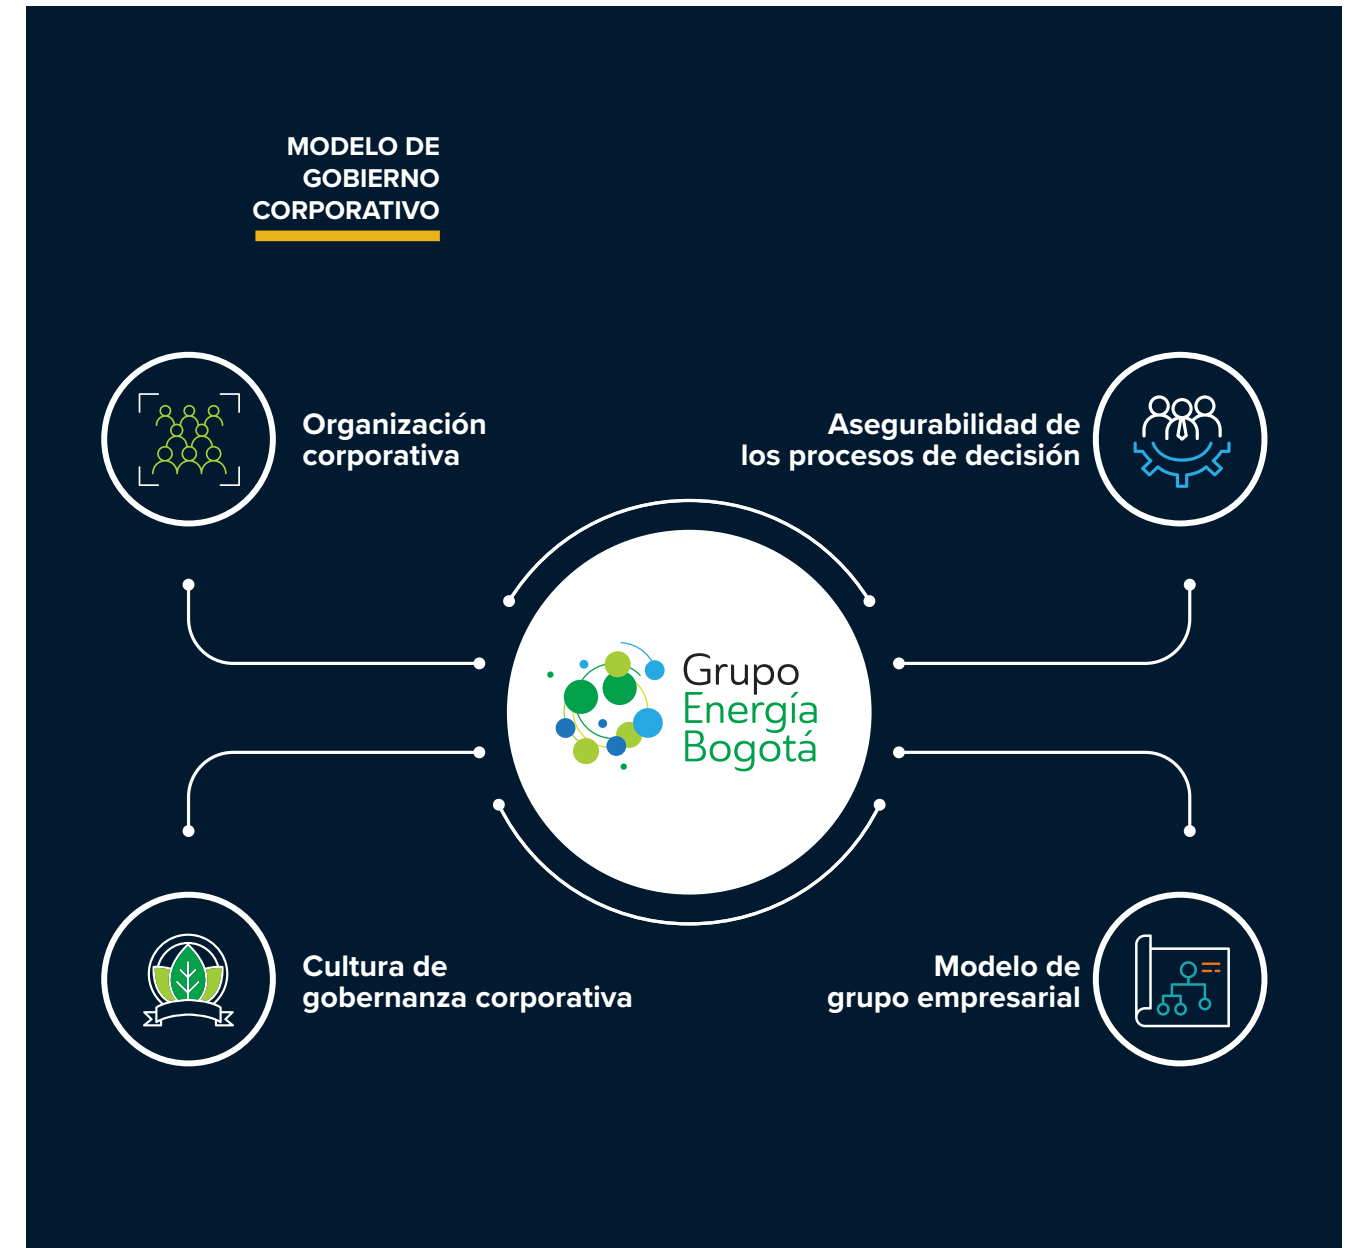 MODELO DE
GOBIERNO
CORPORATIVO
Organización
corporativa
Asegurabilidad de
los procesos de decisión
Grupo
Energía
Bogotá
Cultura de
gobernanza corporativa
Modelo de
grupo empresarial